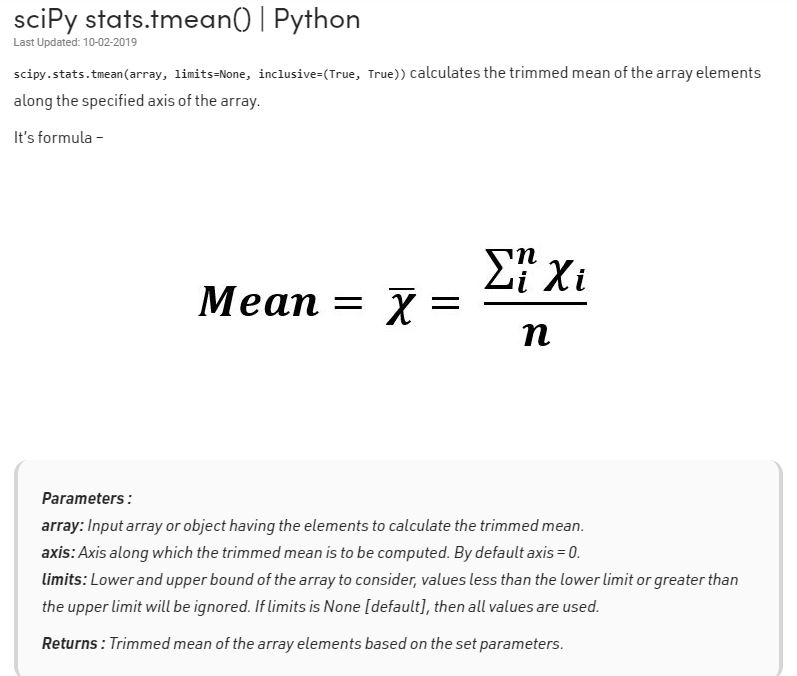 sciPy stats.tmean() | Python
Last Updated: 10-02-2019
scipy.stats.tmean(array, limits=None, inclusive=(True, True)) calculates the trimmed mean of the array elements
along the specified axis of the array.
It's formula –
Mean = χ̅ = ∑ᵢⁿ χᵢ / n
Parameters :
array: Input array or object having the elements to calculate the trimmed mean.
axis: Axis along which the trimmed mean is to be computed. By default axis = 0.
limits: Lower and upper bound of the array to consider, values less than the lower limit or greater than
the upper limit will be ignored. If limits is None [default], then all values are used.
Returns : Trimmed mean of the array elements based on the set parameters.